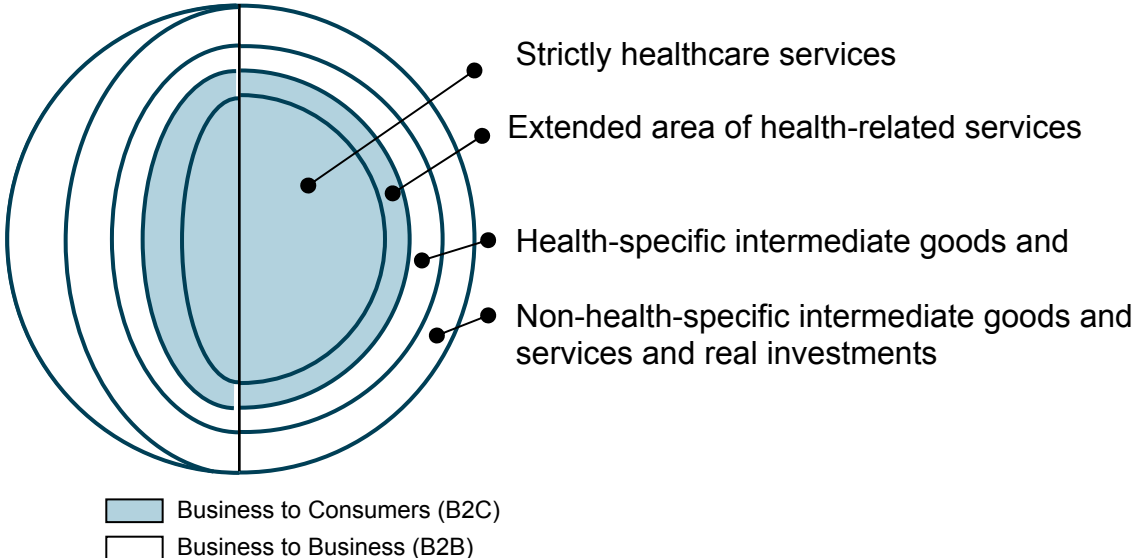 Strictly healthcare services
Extended area of health-related services
Health-specific intermediate goods and
Non-health-specific intermediate goods and
services and real investments
Business to Consumers (B2C)
Business to Business (B2B)